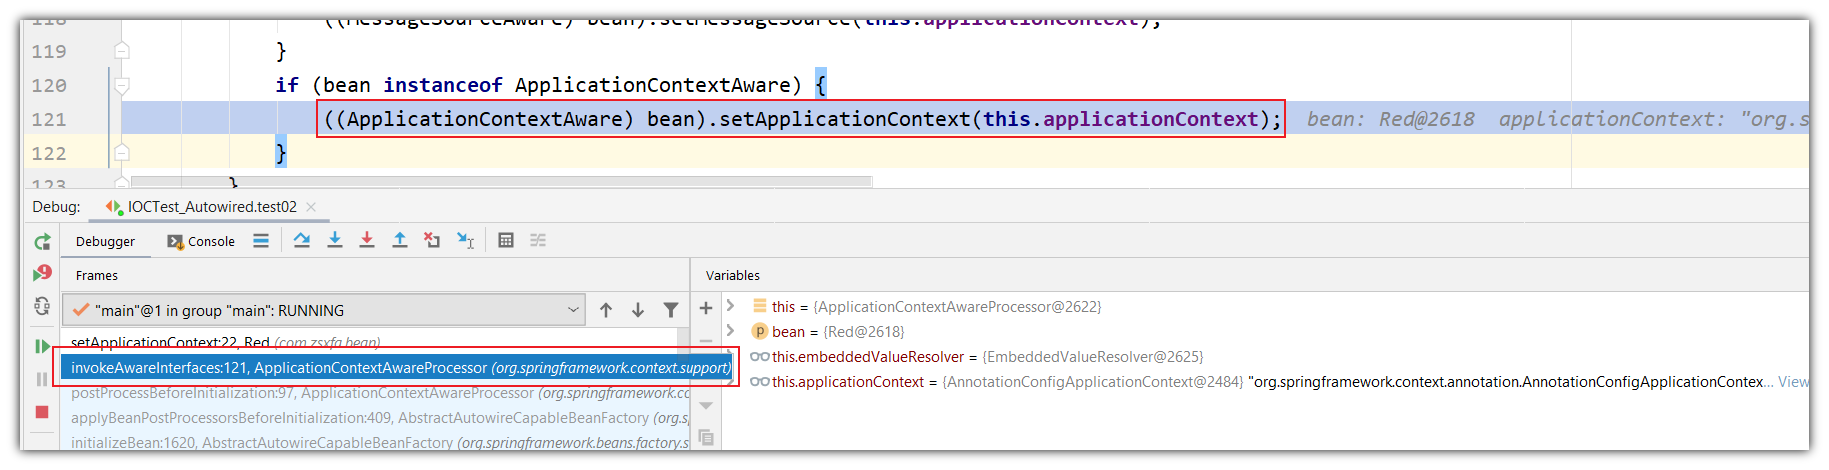 118 ((MessageSourceAware) bean).setMessageSource(this.applicationContext);
119 }
120 if (bean instanceof ApplicationContextAware) {
121 ((ApplicationContextAware) bean).setApplicationContext(this.applicationContext); bean: Red@2618 applicationContext: "org.s
122 }
123 }
Debug: IOCTest_Autowired.test02
Debugger Console
Frames
"main"@1 in group "main": RUNNING
setApplicationContext:22, Red (com.zsxfa.bean)
invokeAwareInterfaces:121, ApplicationContextAwareProcessor (org.springframework.context.support)
postProcessBeforeInitialization:97, ApplicationContextAwareProcessor (org.springframework.co
applyBeanPostProcessorsBeforeInitialization:409, AbstractAutowireCapableBeanFactory (org.s
initializeBean:1620, AbstractAutowireCapableBeanFactory (org.springframework.beans.factory.s
Variables
this = {ApplicationContextAwareProcessor@2622}
bean = {Red@2618}
this.embeddedValueResolver = {EmbeddedValueResolver@2625}
this.applicationContext = {AnnotationConfigApplicationContext@2484} "org.springframework.context.annotation.AnnotationConfigApplicationContex... View